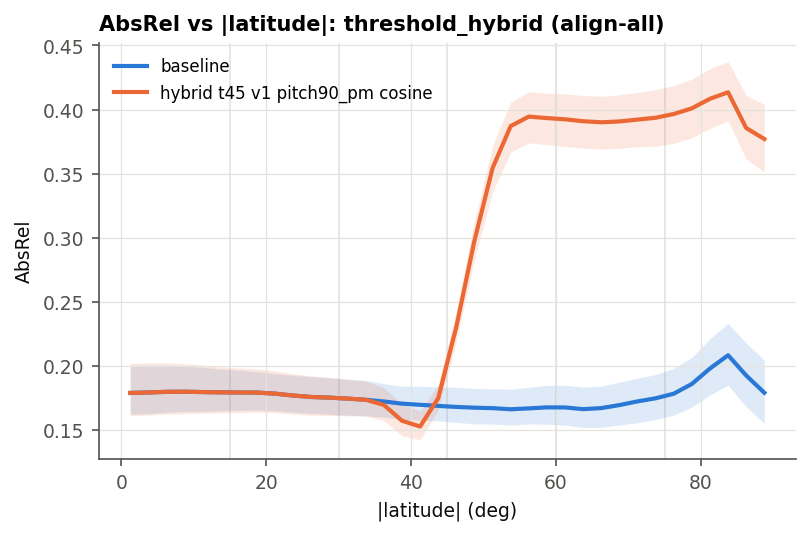 AbsRel vs |latitude|: threshold_hybrid (align-all)
baseline
hybrid t45 v1 pitch90_pm cosine
AbsRel
0.45
0.40
0.35
0.30
0.25
0.20
0.15
0 20 40 60 80
|latitude| (deg)